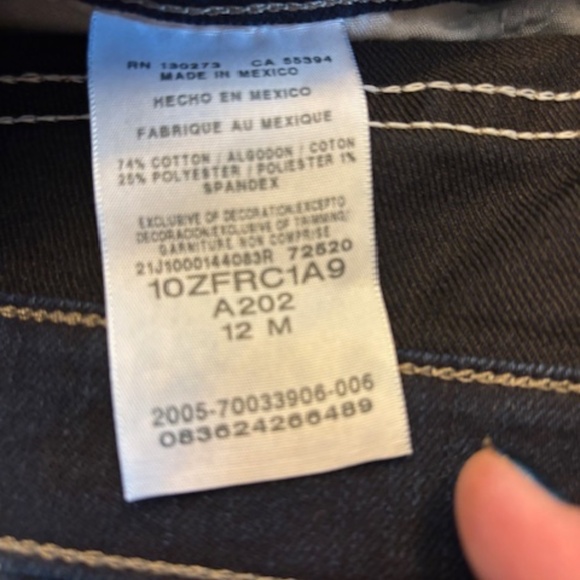 RN 130273 CA 55394
MADE IN MEXICO
HECHO EN MEXICO
FABRIQUE AU MEXIQUE
74% COTTON / ALGODON / COTON
25% POLYESTER / POLIESTER 1%
SPANDEX
EXCLUSIVE OF DECORATION/EXCEPTO
DECORACION/EXCLUSIVE OF TRIMMING/
GARNITURE NON COMPRISE
21J1000144083R 72520
10ZFRC1A9
A202
12 M
2005-70033906-006
083624266489